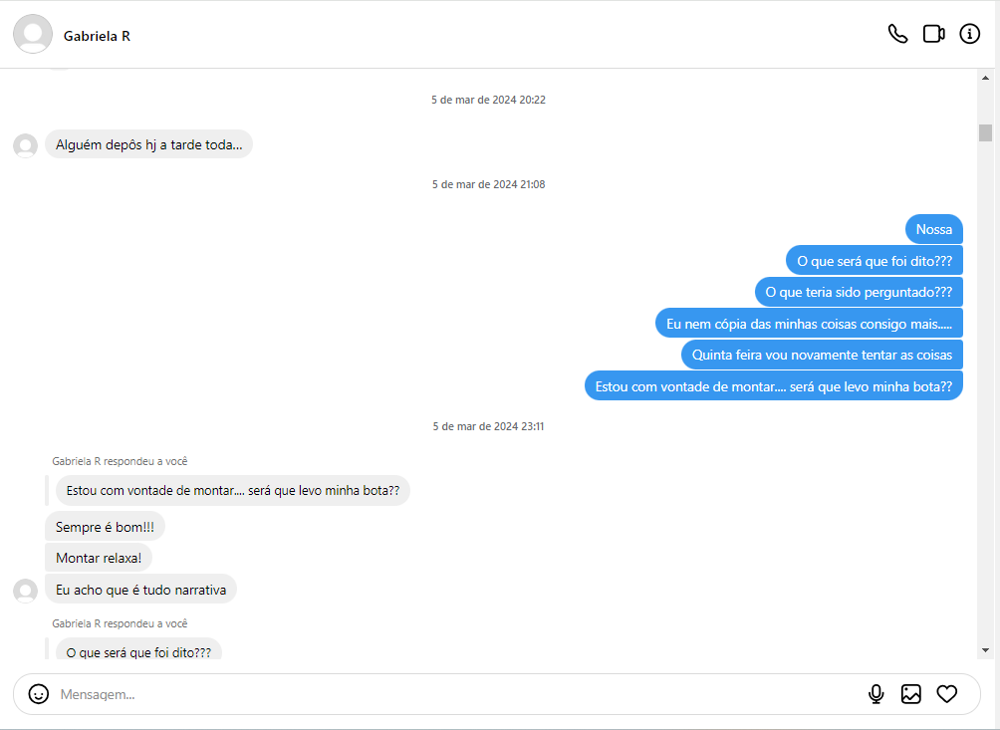 Gabriela R
5 de mar de 2024 20:22
Alguém depôs hj a tarde toda...
5 de mar de 2024 21:08
Nossa
O que será que foi dito???
O que teria sido perguntado???
Eu nem cópia das minhas coisas consigo mais.....
Quinta feira vou novamente tentar as coisas
Estou com vontade de montar.... será que levo minha bota??
5 de mar de 2024 23:11
Gabriela R respondeu a você
Estou com vontade de montar.... será que levo minha bota??
Sempre é bom!!!
Montar relaxa!
Eu acho que é tudo narrativa
Gabriela R respondeu a você
O que será que foi dito???
Mensagem...